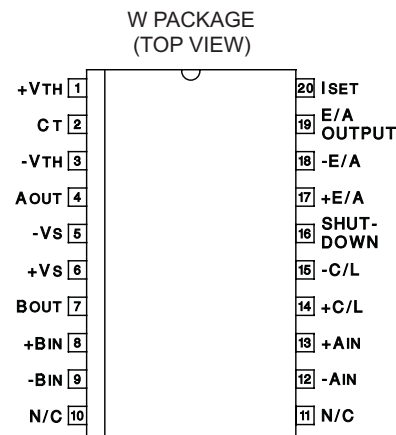 W PACKAGE
(TOP VIEW)
+VTH 1
CT 2
-VTH 3
AOUT 4
-VS 5
+VS 6
BOUT 7
+BIN 8
-BIN 9
N/C 10
20 ISET
19 E/A OUTPUT
18 -E/A
17 +E/A
16 SHUT-DOWN
15 -C/L
14 +C/L
13 +AIN
12 -AIN
11 N/C